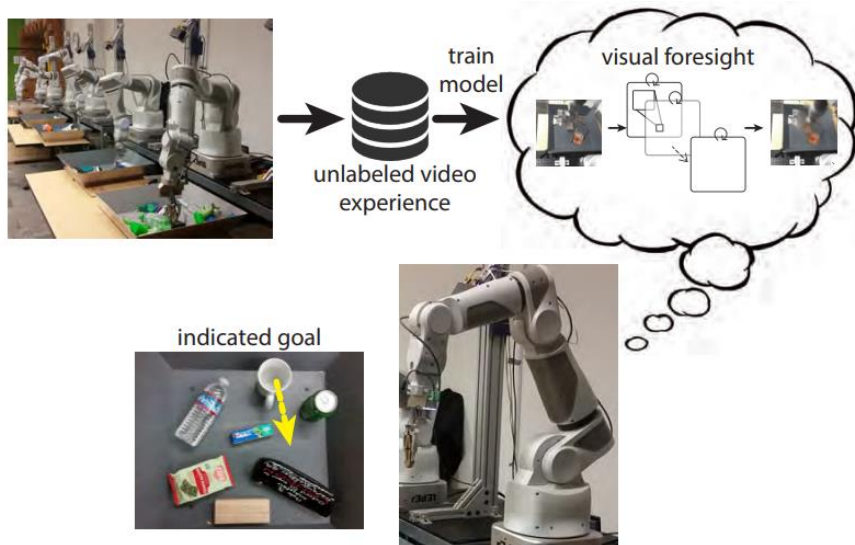 train
model
visual foresight
unlabeled video
experience
indicated goal